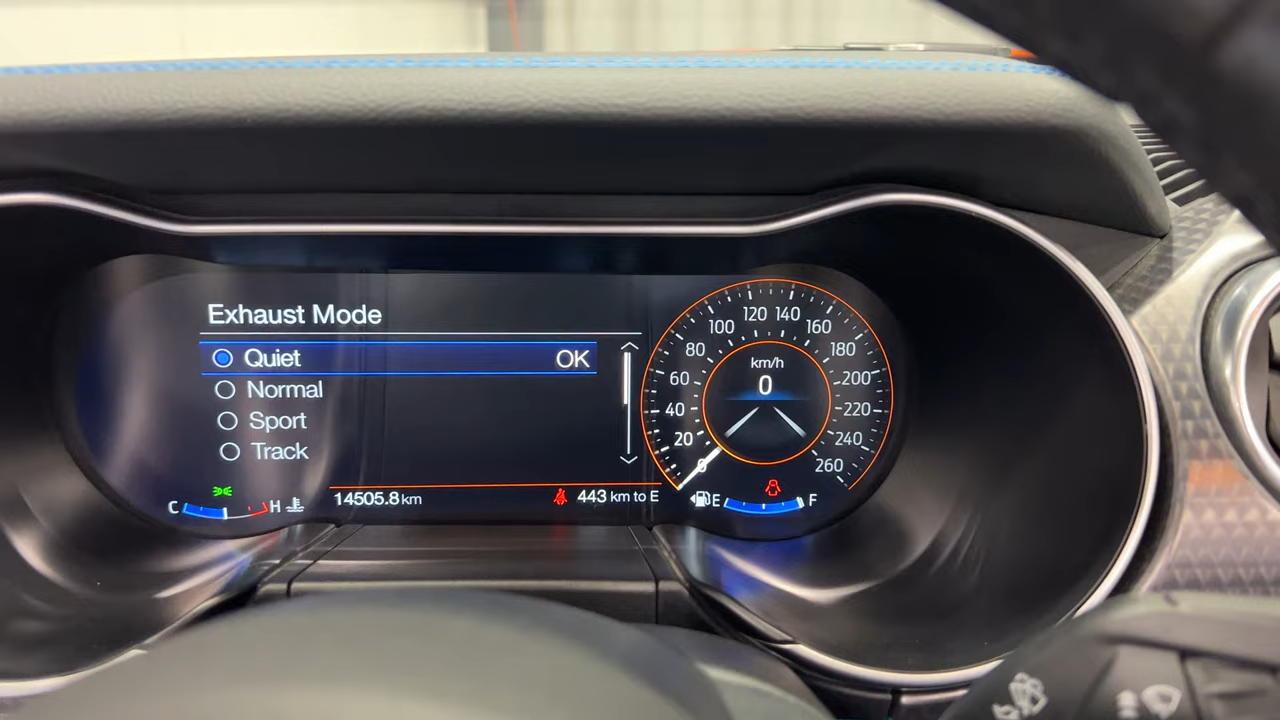 Exhaust Mode
Quiet OK
Normal
Sport
Track
C H
14505.8 km
443 km to E
km/h
0
0
20
40
60
80
100
120
140
160
180
200
220
240
260
E F